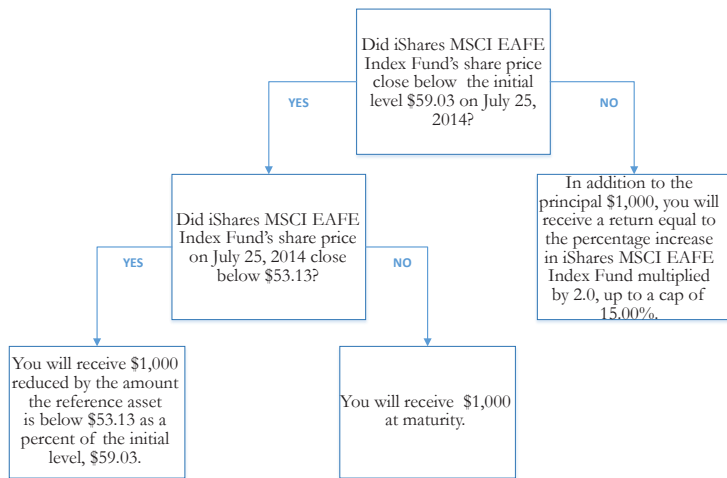 Did iShares MSCI EAFE
Index Fund's share price
close below the initial
level $59.03 on July 25,
2014?
YES
NO
Did iShares MSCI EAFE
Index Fund's share price
on July 25, 2014 close
below $53.13?
In addition to the
principal $1,000, you will
receive a return equal to
the percentage increase
in iShares MSCI EAFE
Index Fund multiplied
by 2.0, up to a cap of
15.00%.
YES
NO
You will receive $1,000
reduced by the amount
the reference asset
is below $53.13 as a
percent of the initial
level, $59.03.
You will receive $1,000
at maturity.